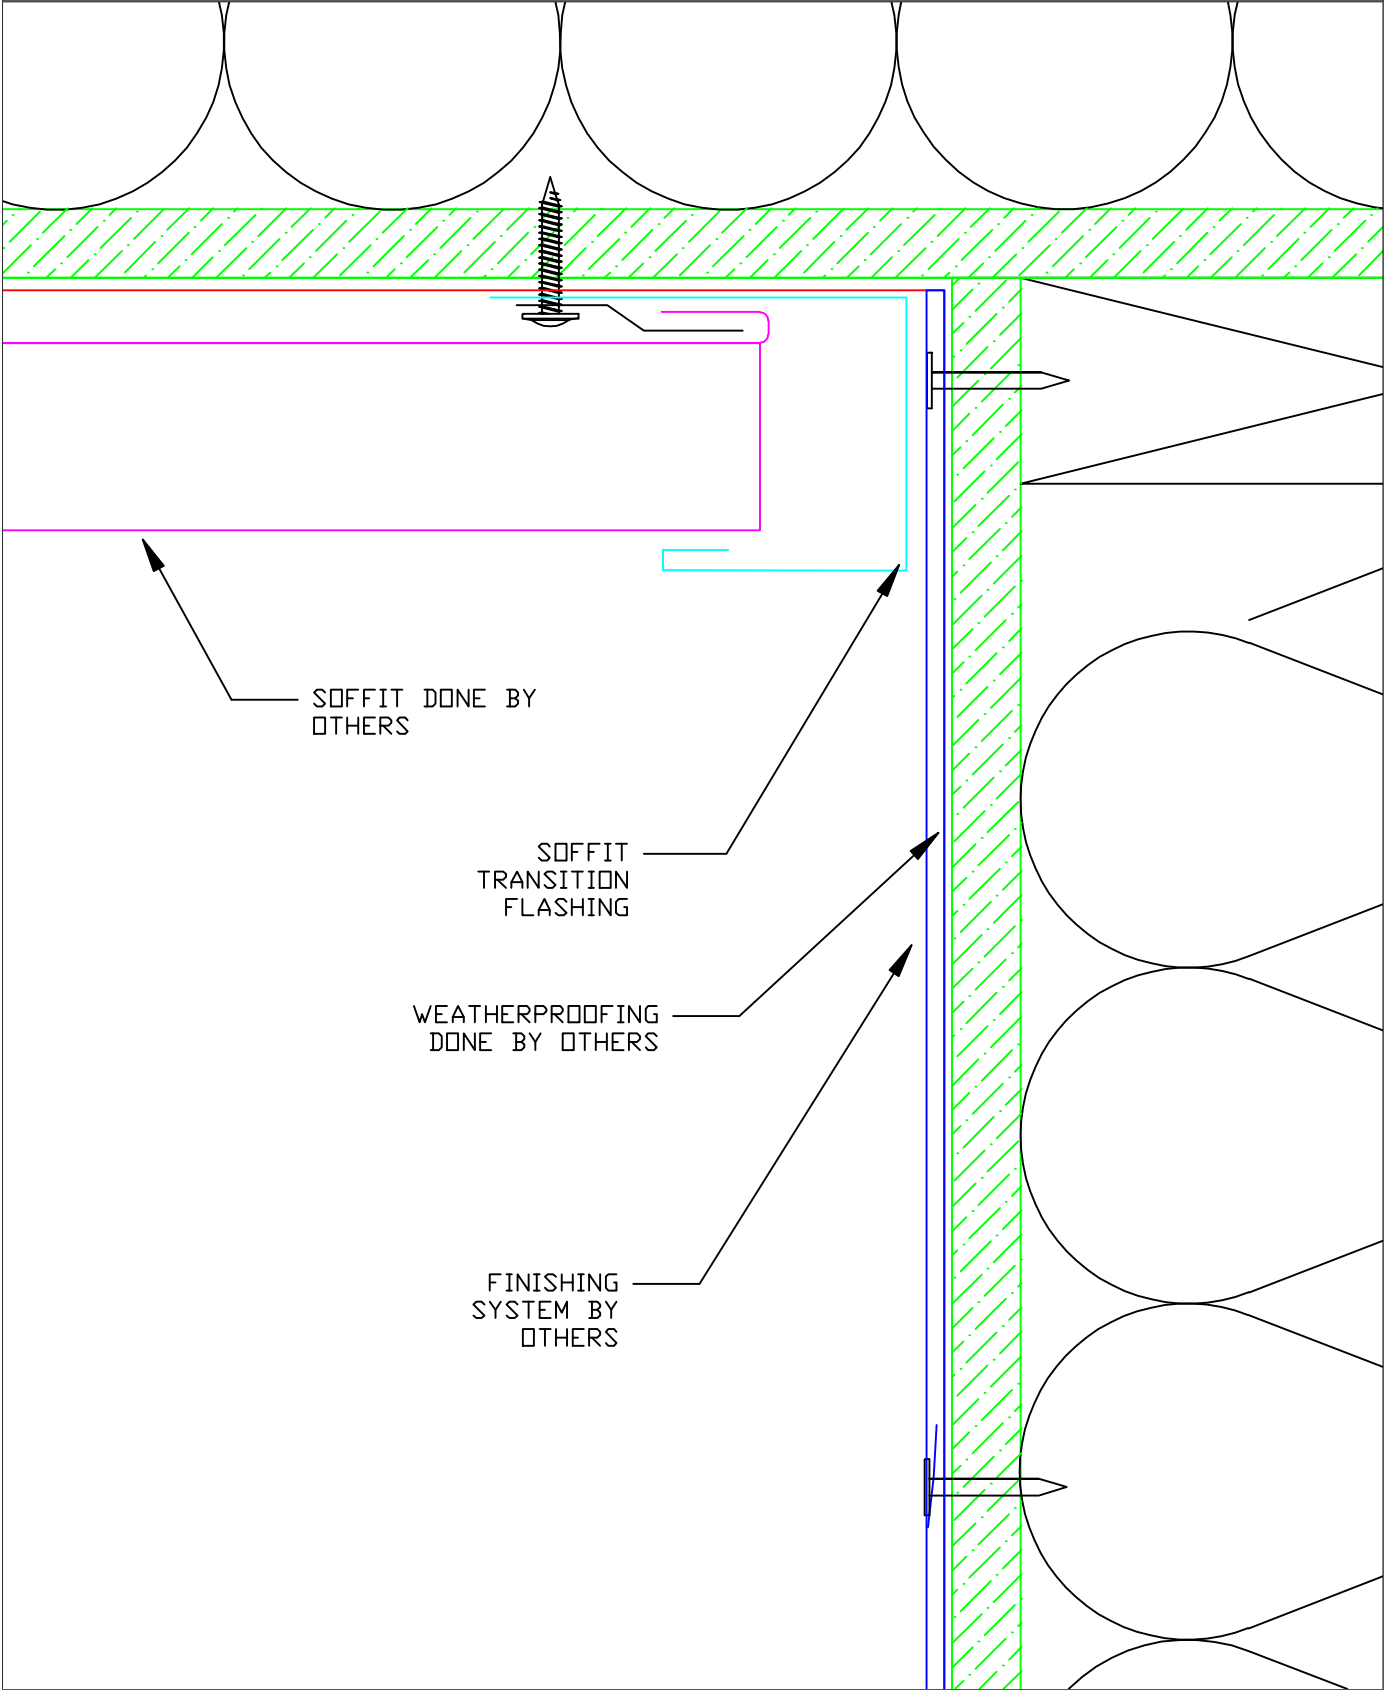 SOFFIT DONE BY
OTHERS
SOFFIT
TRANSITION
FLASHING
WEATHERPROOFING
DONE BY OTHERS
FINISHING
SYSTEM BY
OTHERS